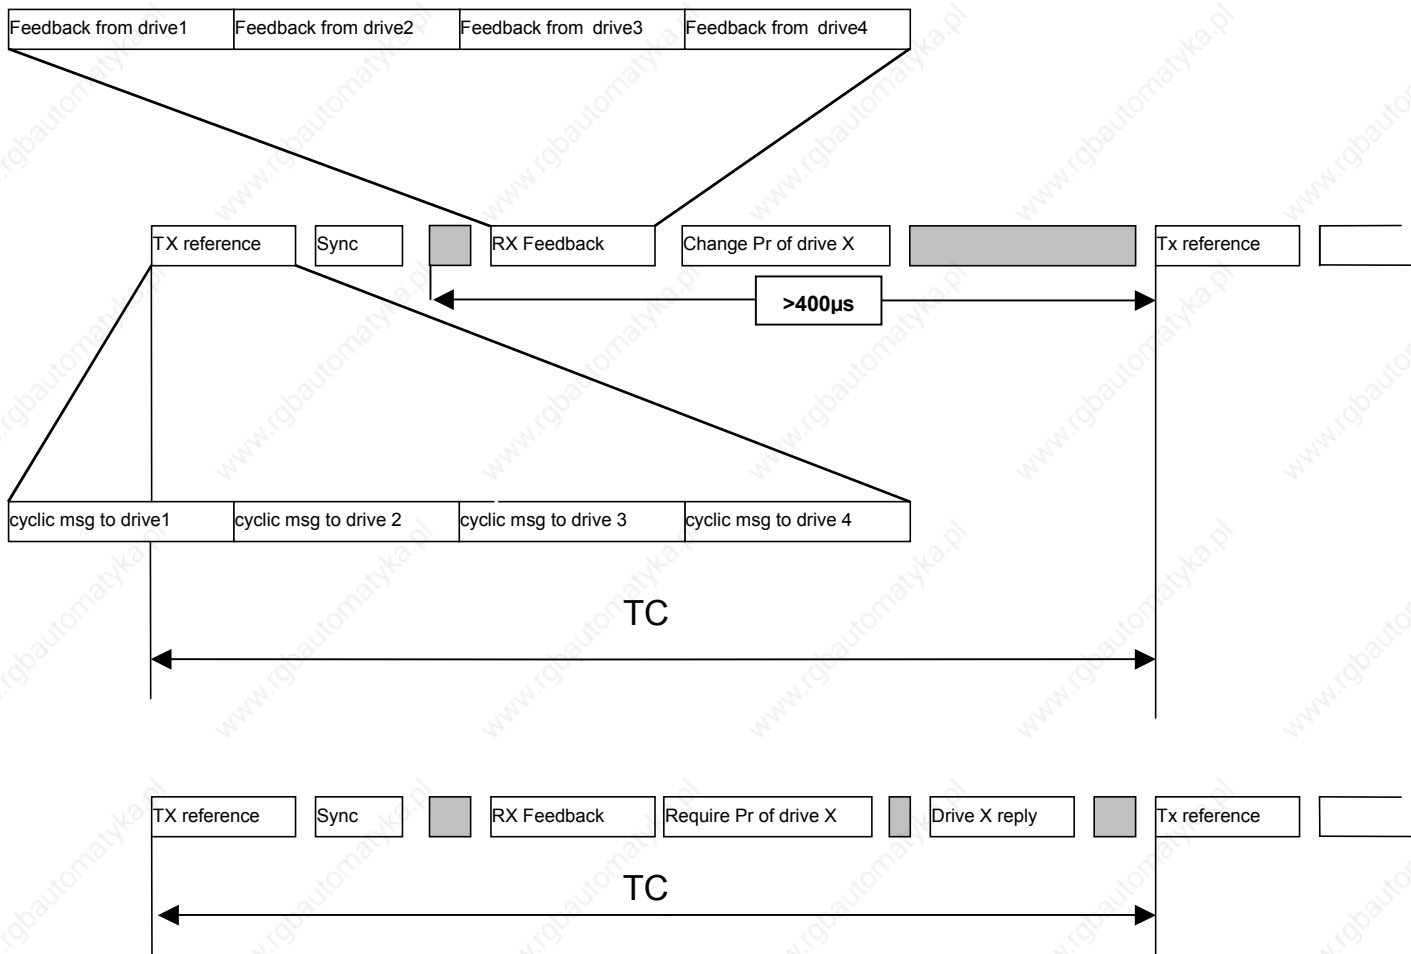 Feedback from drive1 Feedback from drive2 Feedback from drive3 Feedback from drive4
TX reference Sync RX Feedback Change Pr of drive X Tx reference
>400µs
cyclic msg to drive1 cyclic msg to drive 2 cyclic msg to drive 3 cyclic msg to drive 4
TC
TX reference Sync RX Feedback Require Pr of drive X Drive X reply Tx reference
TC
www.rgbautomatyka.pl